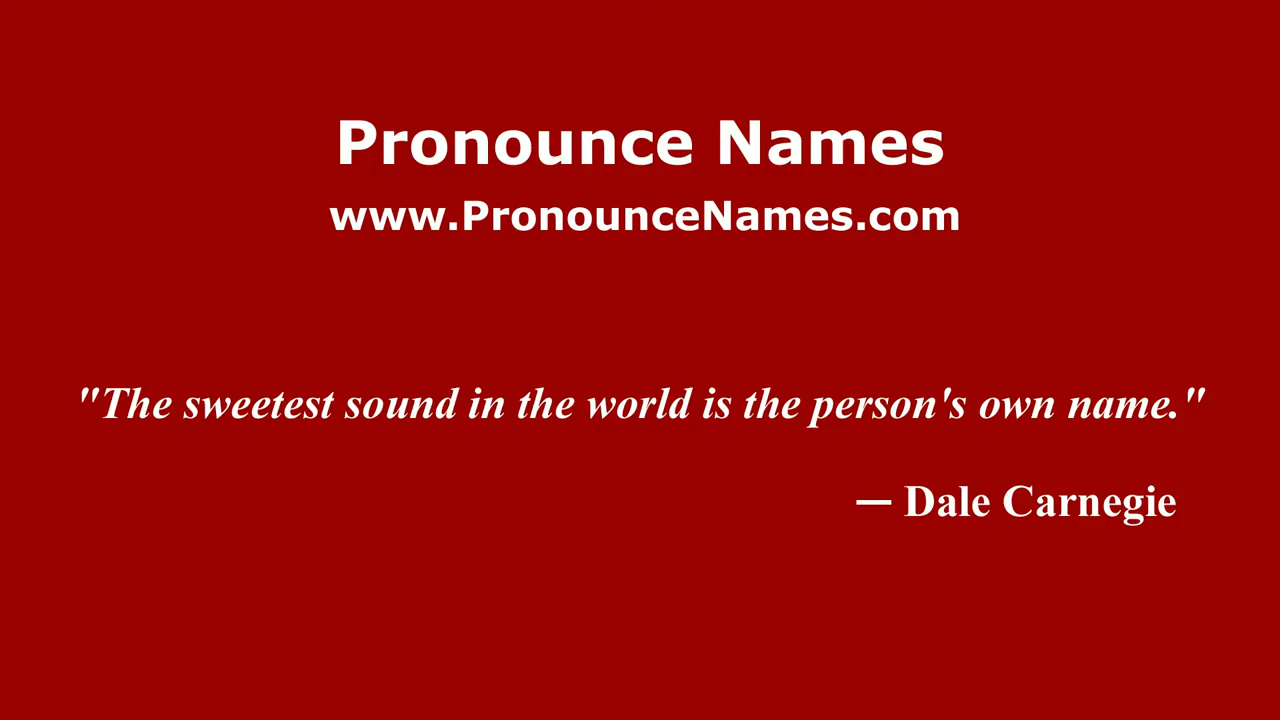 Pronounce Names
www.PronounceNames.com
"The sweetest sound in the world is the person's own name."
— Dale Carnegie